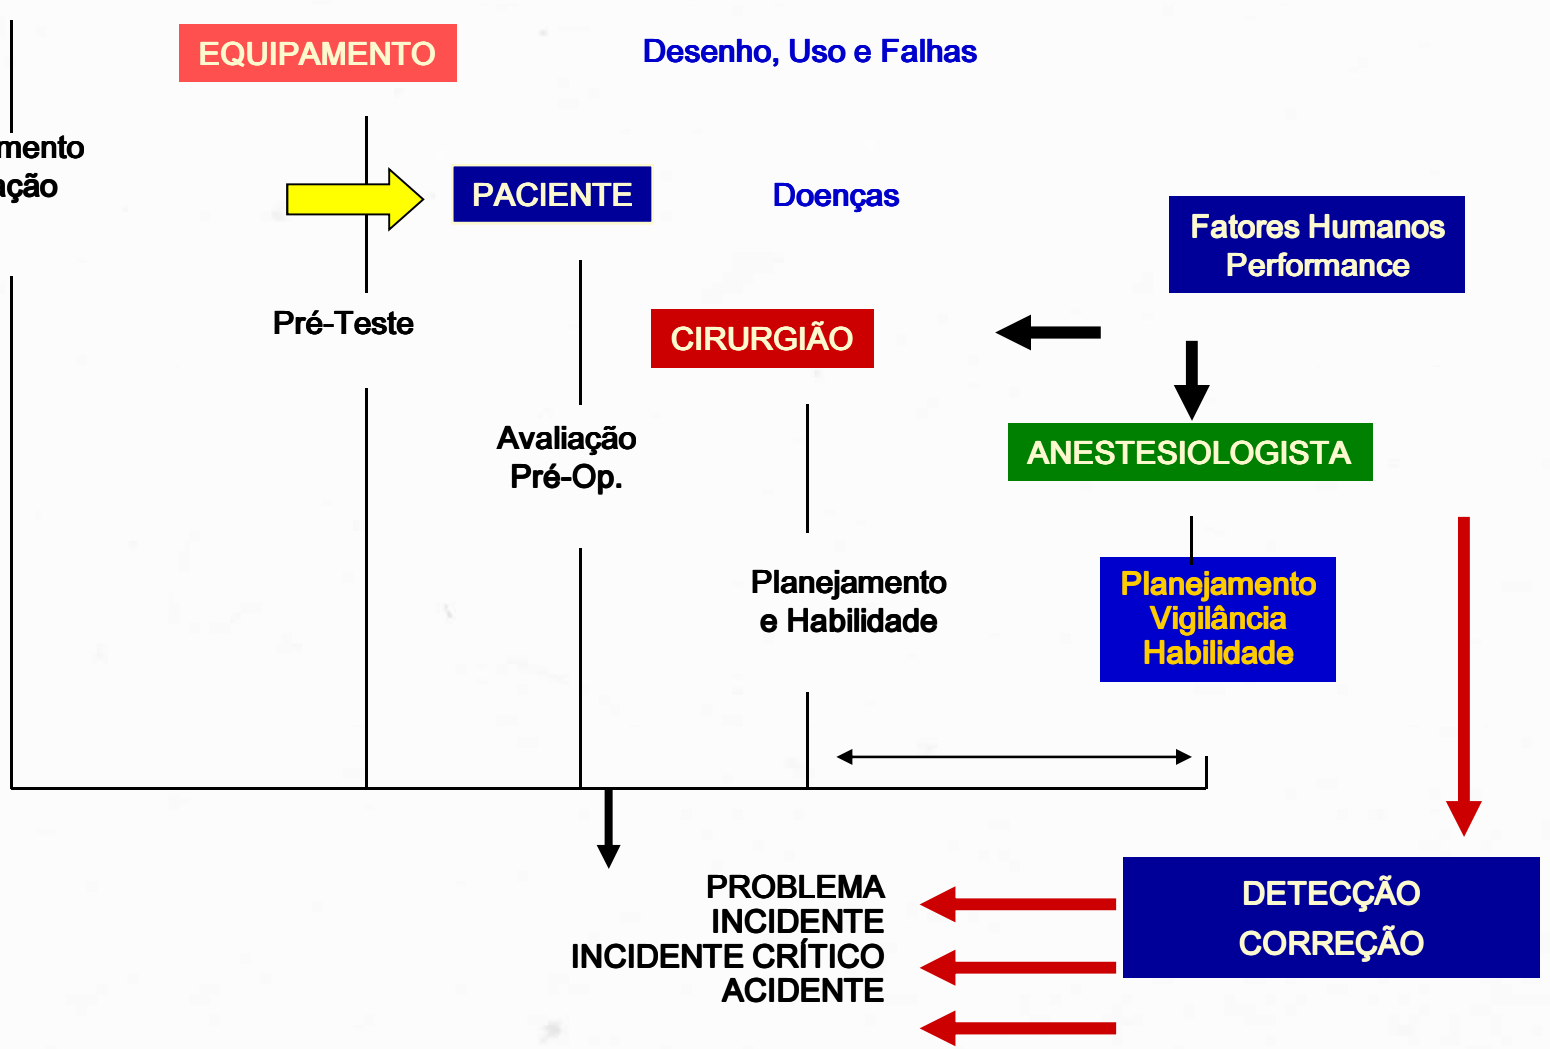 EQUIPAMENTO
Desenho, Uso e Falhas
mento
ação
PACIENTE
Doenças
Fatores Humanos
Performance
Pré-Teste
CIRURGIÃO
Avaliação
Pré-Op.
ANESTESIOLOGISTA
Planejamento
e Habilidade
Planejamento
Vigilância
Habilidade
PROBLEMA
INCIDENTE
INCIDENTE CRÍTICO
ACIDENTE
DETECÇÃO
CORREÇÃO